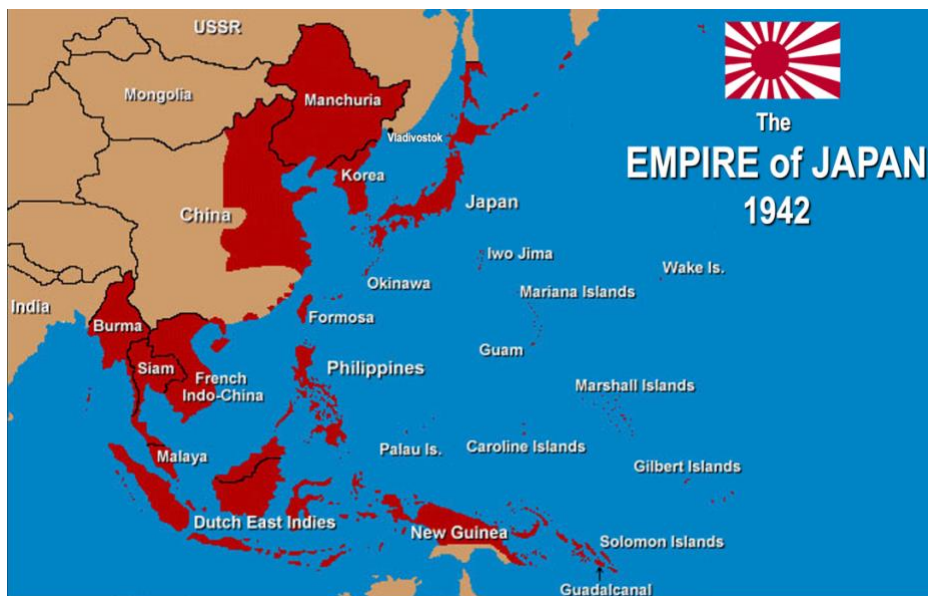 USSR
The
EMPIRE of JAPAN
1942
Mongolia
Manchuria
Vladivostok
Korea
China
Japan
Iwo Jima
Wake Is.
Okinawa
Mariana Islands
India
Burma
Formosa
Guam
Siam
French
Indo-China
Philippines
Marshall Islands
Malaya
Palau Is.
Caroline Islands
Gilbert Islands
Dutch East Indies
New Guinea
Solomon Islands
Guadalcanal